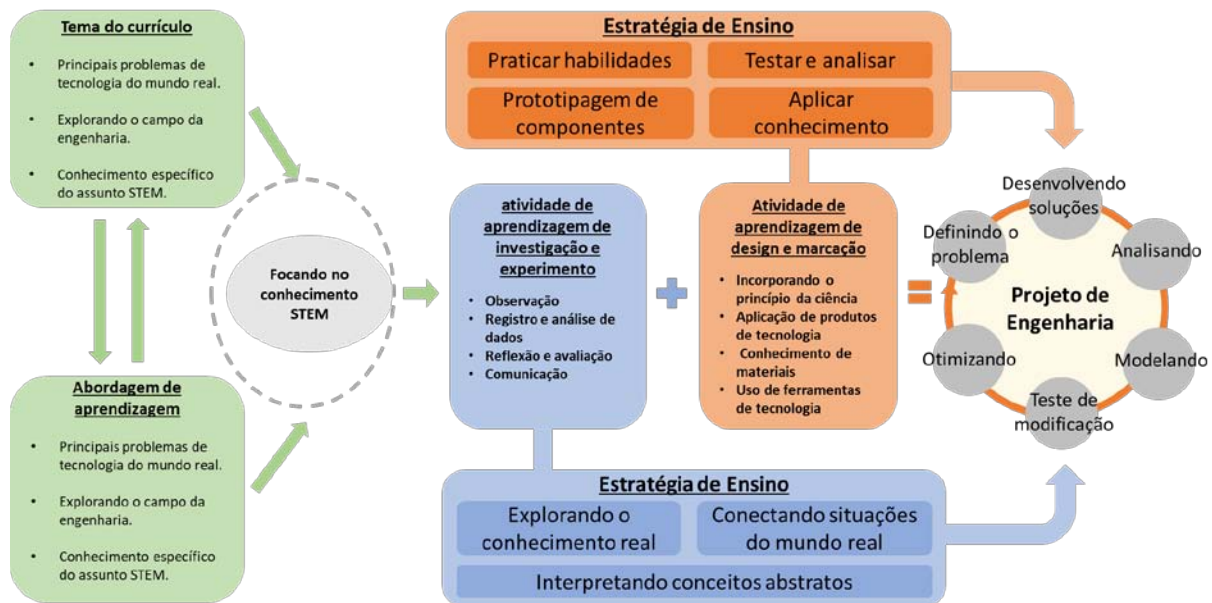 Tema do currículo
• Principais problemas de
tecnologia do mundo real.
• Explorando o campo da
engenharia.
• Conhecimento específico
do assunto STEM.
Abordagem de
aprendizagem
• Principais problemas de
tecnologia do mundo real.
• Explorando o campo da
engenharia.
• Conhecimento específico
do assunto STEM.
Focando no
conhecimento
STEM
Estratégia de Ensino
Praticar habilidades
Testar e analisar
Prototipagem de
componentes
Aplicar
conhecimento
atividade de
aprendizagem de
investigação e
experimento
• Observação
• Registro e análise de
dados
• Reflexão e avaliação
• Comunicação
+
Atividade de
aprendizagem de
design e marcação
• Incorporando o
princípio da ciência
• Aplicação de produtos
de tecnologia
• Conhecimento de
materiais
• Uso de ferramentas
de tecnologia
=
Estratégia de Ensino
Explorando o
conhecimento real
Conectando situações
do mundo real
Interpretando conceitos abstratos
Desenvolvendo
soluções
Definindo o
problema
Analisando
Projeto de
Engenharia
Otimizando
Modelando
Teste de
modificação